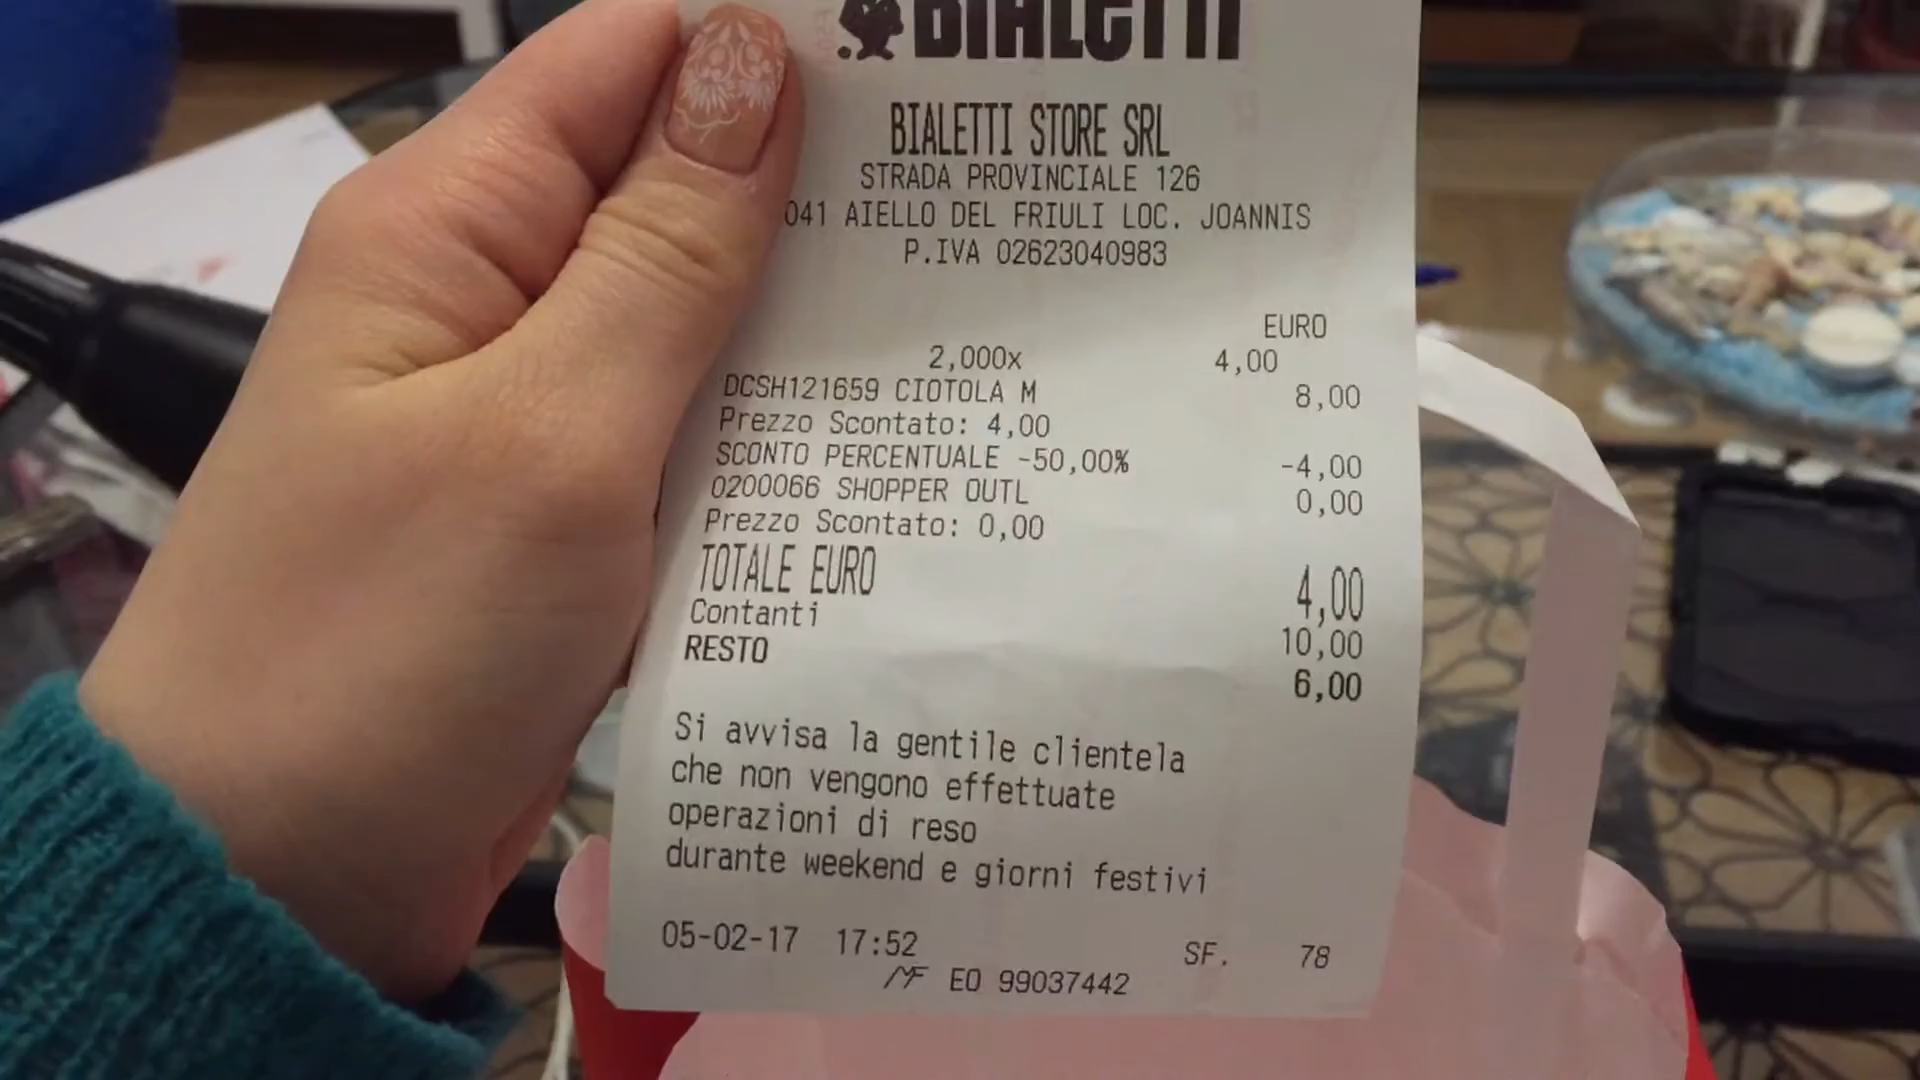 BIALETTI
BIALETTI STORE SRL
STRADA PROVINCIALE 126
041 AIELLO DEL FRIULI LOC. JOANNIS
P.IVA 02623040983
EURO
2,000x 4,00
DCSH121659 CIOTOLA M 8,00
Prezzo Scontato: 4,00
SCONTO PERCENTUALE -50,00% -4,00
0200066 SHOPPER OUTL 0,00
Prezzo Scontato: 0,00
TOTALE EURO 4,00
Contanti 10,00
RESTO 6,00
Si avvisa la gentile clientela
che non vengono effettuate
operazioni di reso
durante weekend e giorni festivi
05-02-17 17:52 SF. 78
MF EO 99037442